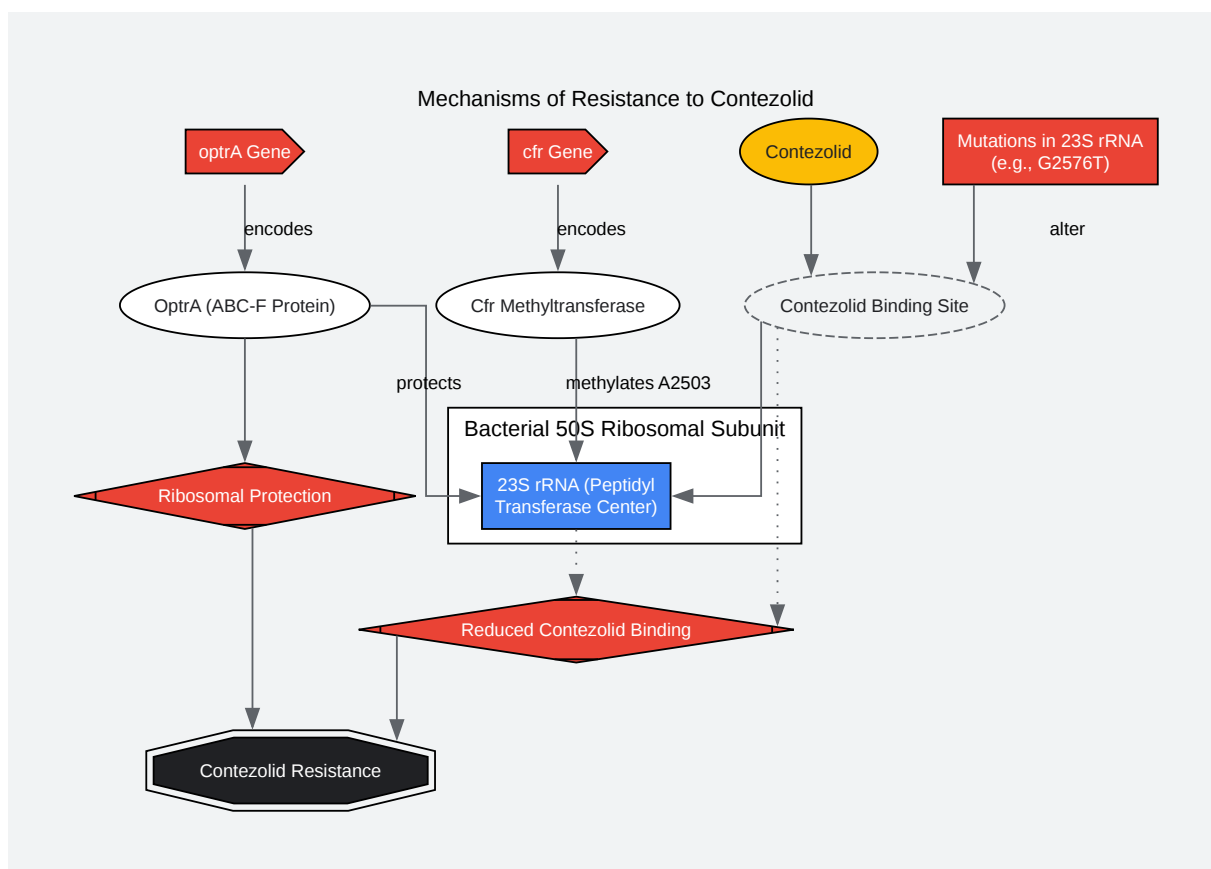 Mechanisms of Resistance to Contezolid
optrA Gene
cfr Gene
Contezolid
Mutations in 23S rRNA
(e.g., G2576T)
encodes
encodes
alter
OptrA (ABC-F Protein)
Cfr Methyltransferase
Contezolid Binding Site
protects
methylates A2503
Bacterial 50S Ribosomal Subunit
23S rRNA (Peptidyl
Transferase Center)
Ribosomal Protection
Reduced Contezolid Binding
Contezolid Resistance